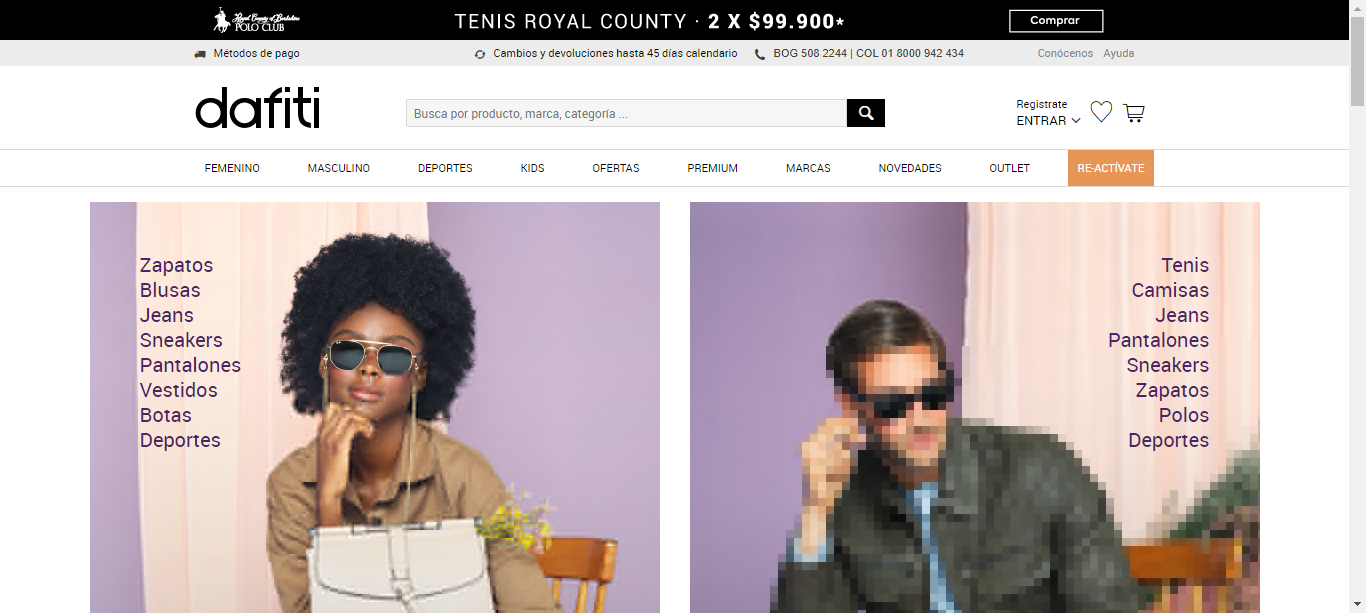 Royal County of Berkshire
POLO CLUB
TENIS ROYAL COUNTY · 2 X $99.900*
Comprar
Métodos de pago
Cambios y devoluciones hasta 45 días calendario
BOG 508 2244 | COL 01 8000 942 434
Conócenos
Ayuda
dafiti
Busca por producto, marca, categoría ...
Registrate
ENTRAR
FEMENINO
MASCULINO
DEPORTES
KIDS
OFERTAS
PREMIUM
MARCAS
NOVEDADES
OUTLET
RE-ACTÍVATE
Zapatos
Blusas
Jeans
Sneakers
Pantalones
Vestidos
Botas
Deportes
Tenis
Camisas
Jeans
Pantalones
Sneakers
Zapatos
Polos
Deportes